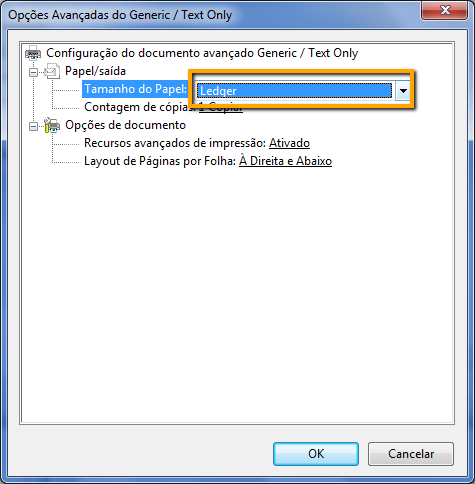 Opções Avançadas do Generic / Text Only
Configuração do documento avançado Generic / Text Only
Papel/saída
Tamanho do Papel: Ledger
Contagem de cópias: 1 Copiar
Opções de documento
Recursos avançados de impressão: Ativado
Layout de Páginas por Folha: À Direita e Abaixo
OK Cancelar